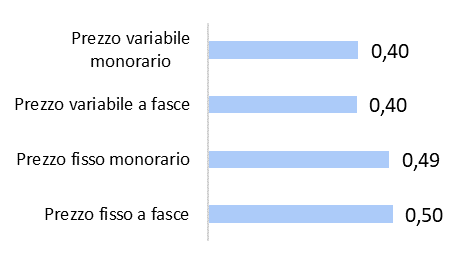 Prezzo variabile
monorario
0,40
Prezzo variabile a fasce
0,40
Prezzo fisso monorario
0,49
Prezzo fisso a fasce
0,50